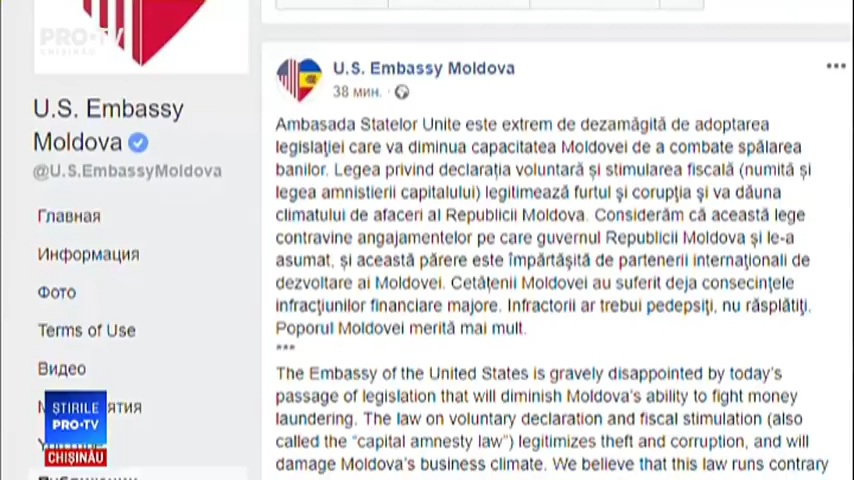 PRO•TV
CHIȘINĂU
U.S. Embassy
Moldova
@U.S.EmbassyMoldova
Главная
Информация
Фото
Terms of Use
Видео
ятия
ȘTIRILE
PRO•TV
CHIȘINĂU
U.S. Embassy Moldova
38 мин. ·
Ambasada Statelor Unite este extrem de dezamăgită de adoptarea
legislației care va diminua capacitatea Moldovei de a combate spălarea
banilor. Legea privind declarația voluntară și stimularea fiscală (numită și
legea amnistierii capitalului) legitimează furtul și corupția și va dăuna
climatului de afaceri al Republicii Moldova. Considerăm că această lege
contravine angajamentelor pe care guvernul Republicii Moldova și le-a
asumat, și această părere este împărtășită de partenerii internaționali de
dezvoltare ai Moldovei. Cetățenii Moldovei au suferit deja consecințele
infracțiunilor financiare majore. Infractorii ar trebui pedepsiți, nu răsplătiți.
Poporul Moldovei merită mai mult.
***
The Embassy of the United States is gravely disappointed by today's
passage of legislation that will diminish Moldova's ability to fight money
laundering. The law on voluntary declaration and fiscal stimulation (also
called the "capital amnesty law") legitimizes theft and corruption, and will
damage Moldova's business climate. We believe that this law runs contrary